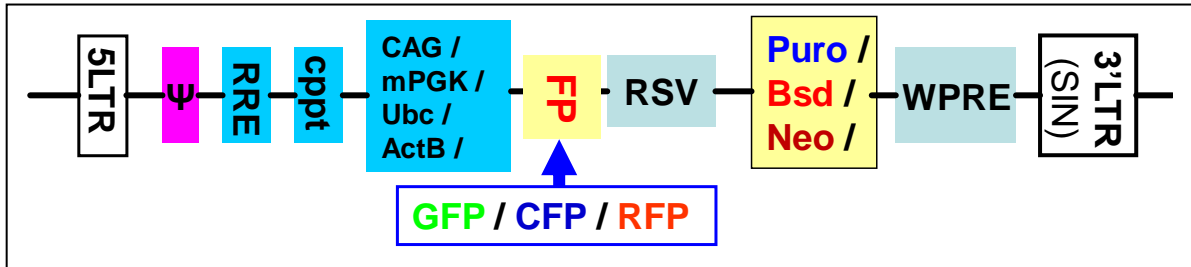 5LTR
Ψ
RRE
cppt
CAG /
mPGK /
Ubc /
ActB /
FP
RSV
Puro /
Bsd /
Neo /
WPRE
3'LTR
(SIN)
GFP / CFP / RFP